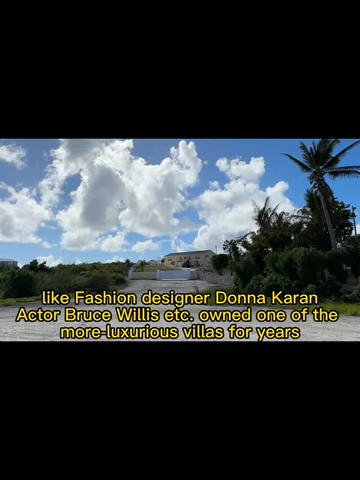 like Fashion designer Donna Karan
Actor Bruce Willis etc. owned one of the
more-luxurious villas for years